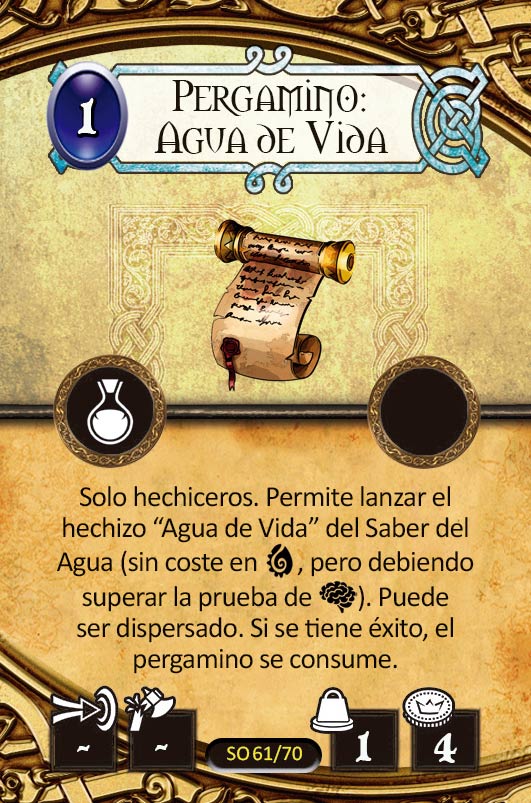 1
Pergamino:
Agua de Vida
Solo hechiceros. Permite lanzar el
hechizo “Agua de Vida” del Saber del
Agua (sin coste en , pero debiendo
superar la prueba de ). Puede
ser dispersado. Si se tiene éxito, el
pergamino se consume.
~ ~ SO 61/70 1 4